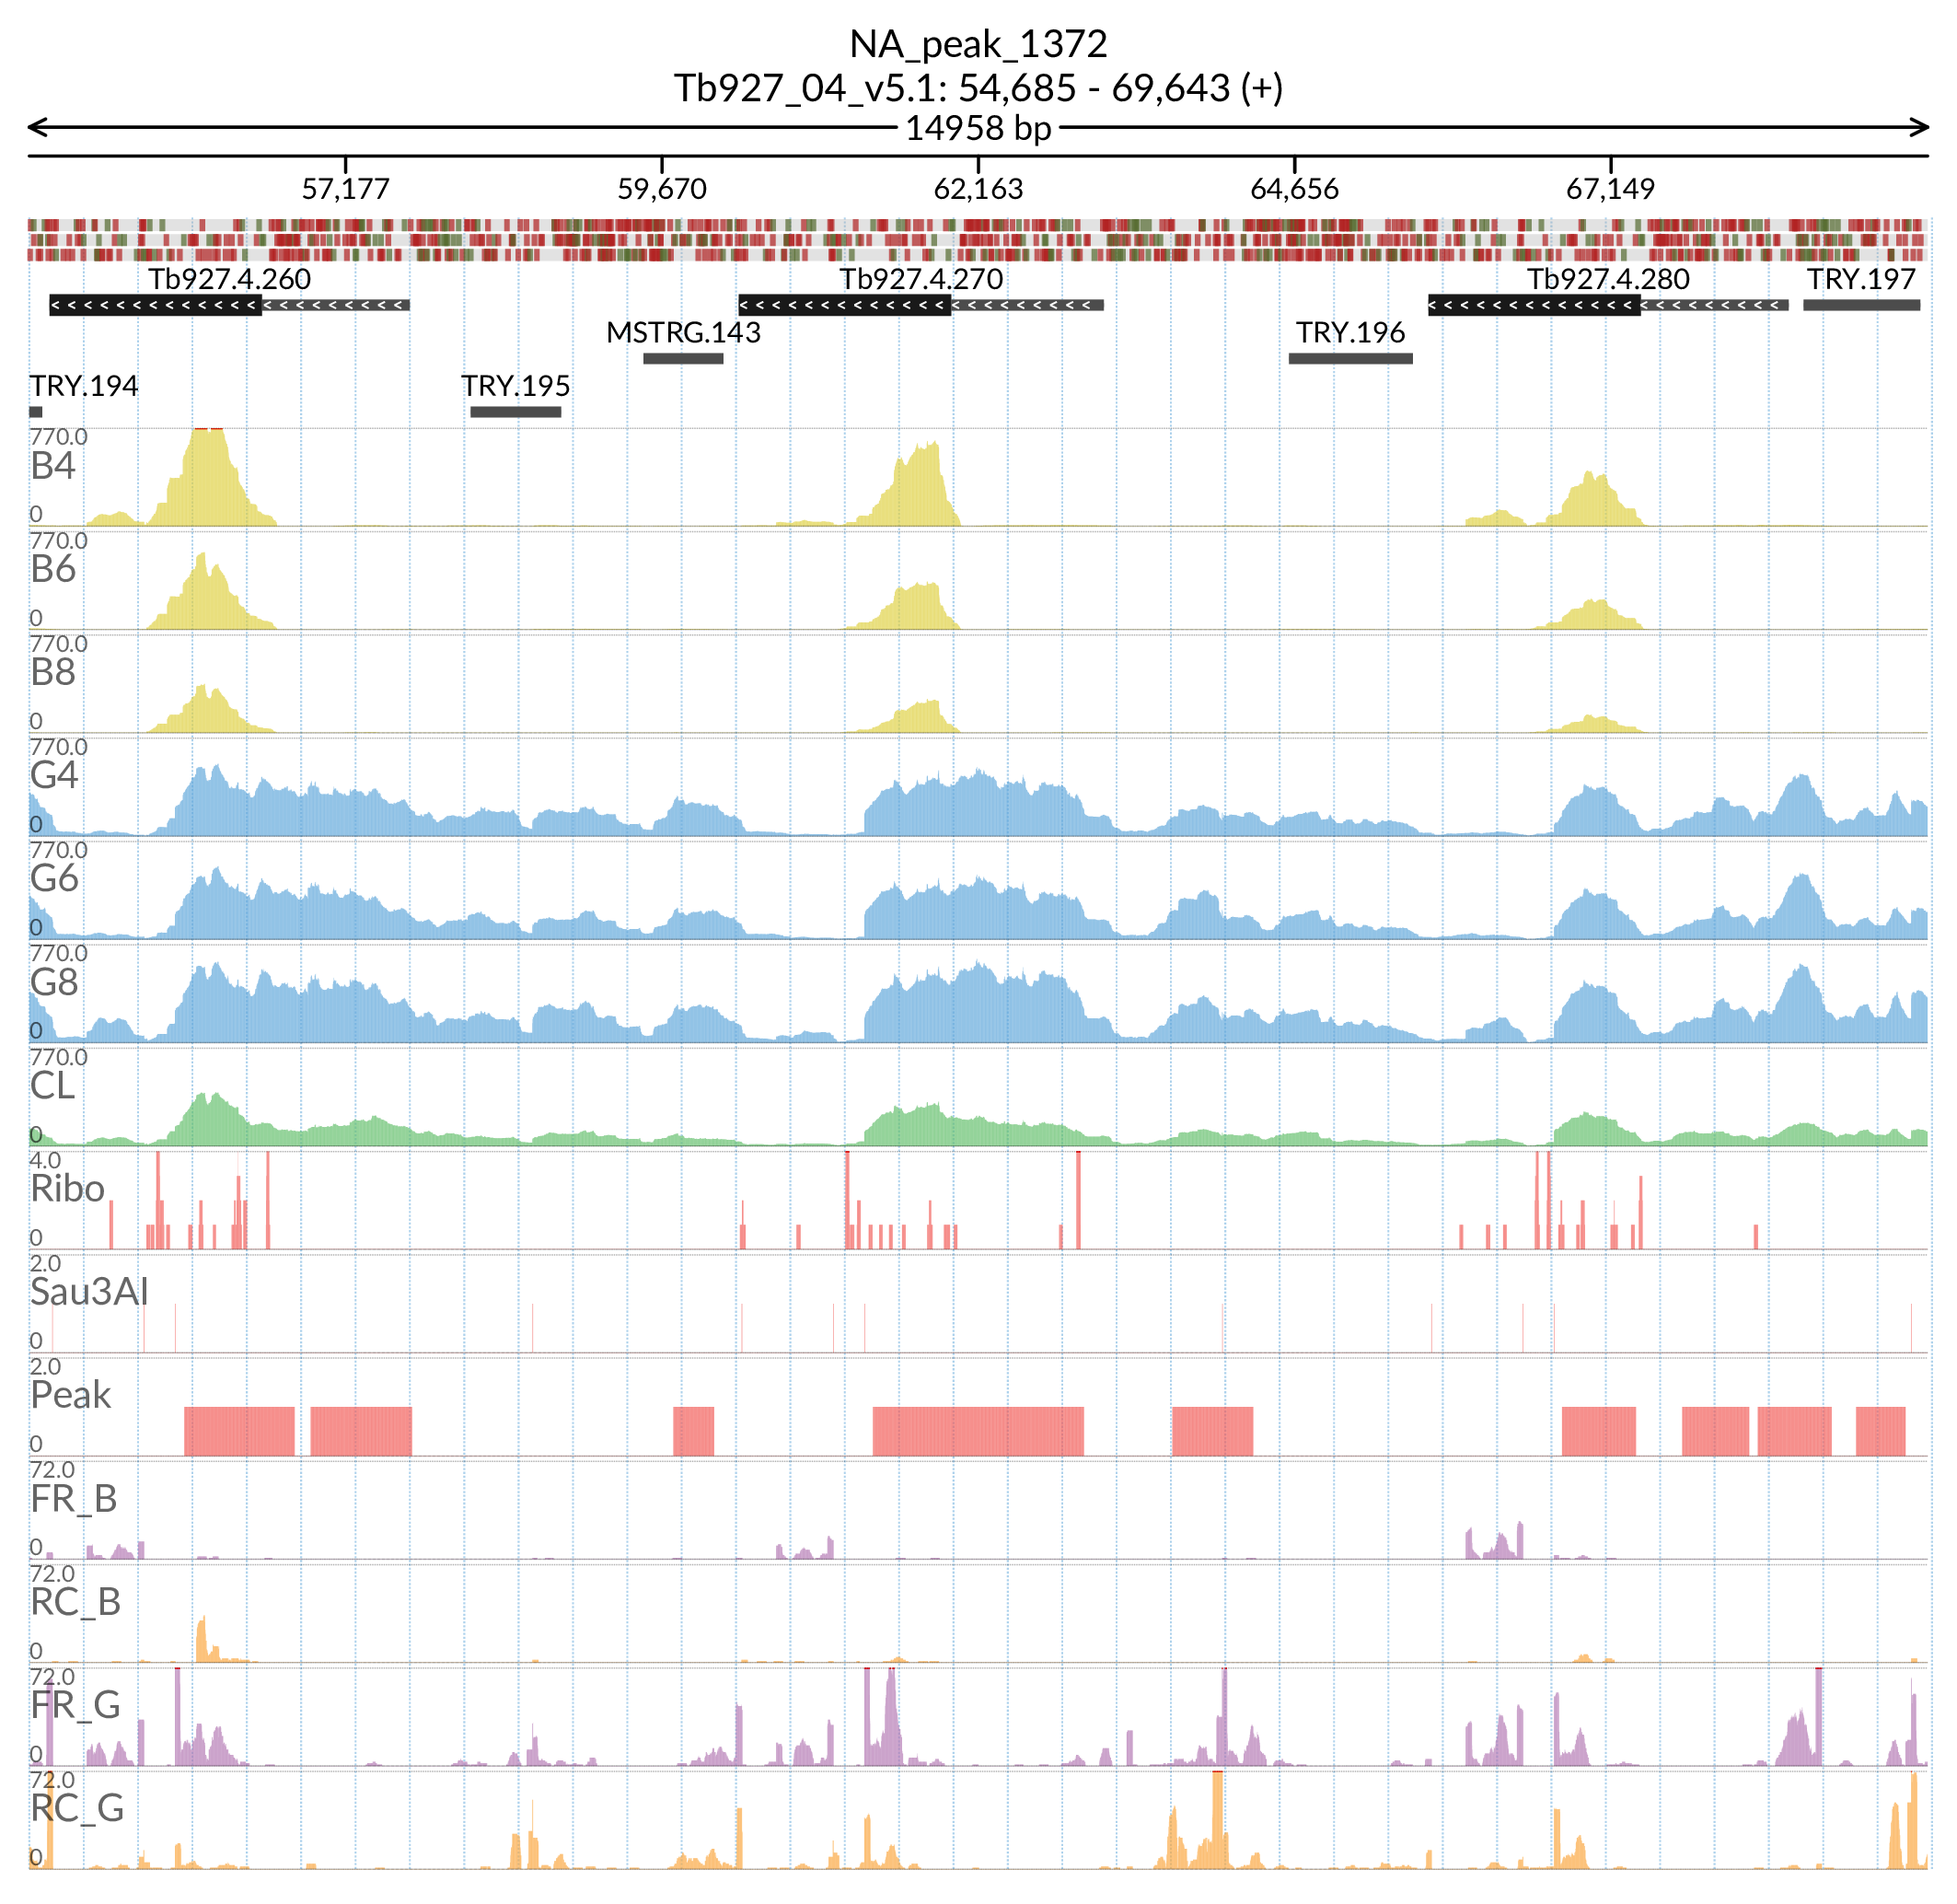 NA_peak_1372
Tb927_04_v5.1: 54,685 - 69,643 (+)
14958 bp
57,177 59,670 62,163 64,656 67,149
Tb927.4.260 Tb927.4.270 Tb927.4.280 TRY.197
MSTRG.143 TRY.196
TRY.194 TRY.195
770.0
B4
0
770.0
B6
0
770.0
B8
0
770.0
G4
0
770.0
G6
0
770.0
G8
0
770.0
CL
0
4.0
Ribo
0
2.0
Sau3AI
0
2.0
Peak
0
72.0
FR_B
0
72.0
RC_B
0
72.0
FR_G
0
72.0
RC_G
0